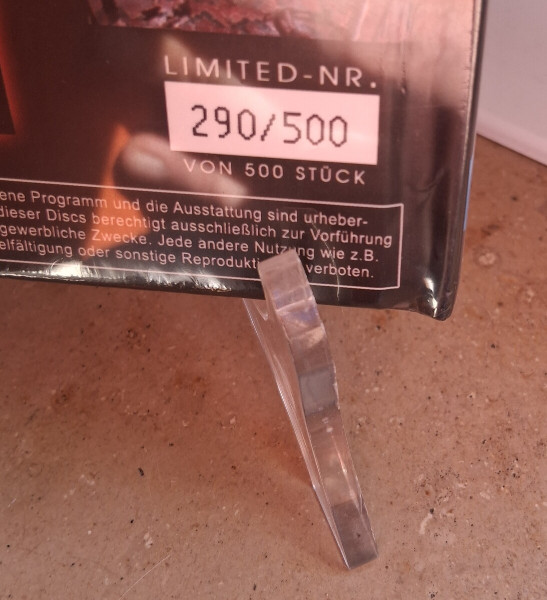 LIMITED-NR.
290/500
VON 500 STÜCK
ene Programm und die Ausstattung sind urheber-
dieser Discs berechtigt ausschließlich zur Vorführung
gewerbliche Zwecke. Jede andere Nutzung wie z.B.
elfältigung oder sonstige Reprodukti verboten.